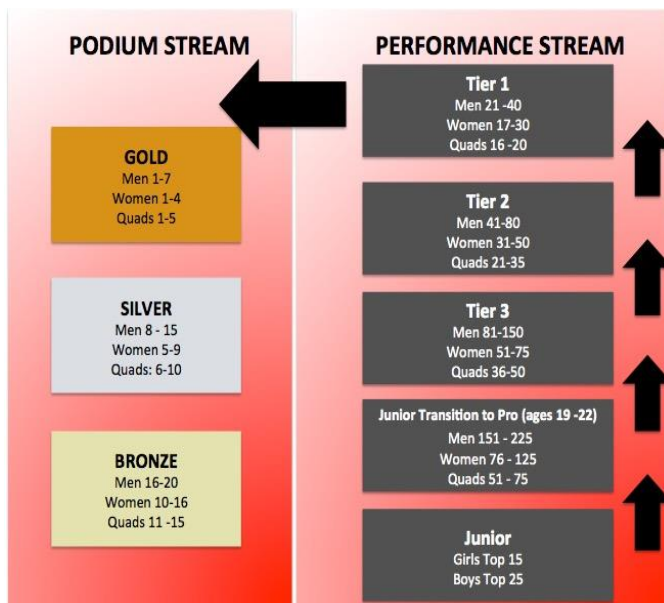 PODIUM STREAM
GOLD
Men 1-7
Women 1-4
Quads 1-5
SILVER
Men 8 - 15
Women 5-9
Quads: 6-10
BRONZE
Men 16-20
Women 10-16
Quads 11 -15
PERFORMANCE STREAM
Tier 1
Men 21 -40
Women 17-30
Quads 16 -20
Tier 2
Men 41-80
Women 31-50
Quads 21-35
Tier 3
Men 81-150
Women 51-75
Quads 36-50
Junior Transition to Pro (ages 19 -22)
Men 151 - 225
Women 76 - 125
Quads 51 - 75
Junior
Girls Top 15
Boys Top 25